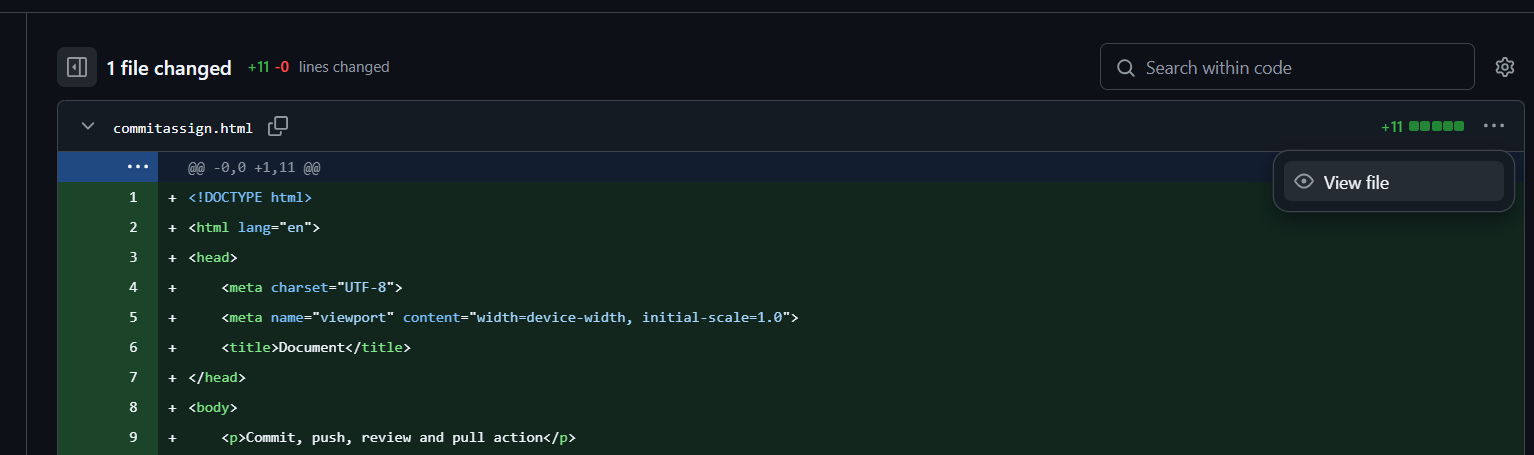 1 file changed +11 -0 lines changed
Search within code
commitassign.html
+11
@@ -0,0 +1,11 @@
View file
1 + <!DOCTYPE html>
2 + <html lang="en">
3 + <head>
4 +     <meta charset="UTF-8">
5 +     <meta name="viewport" content="width=device-width, initial-scale=1.0">
6 +     <title>Document</title>
7 + </head>
8 + <body>
9 +     <p>Commit, push, review and pull action</p>